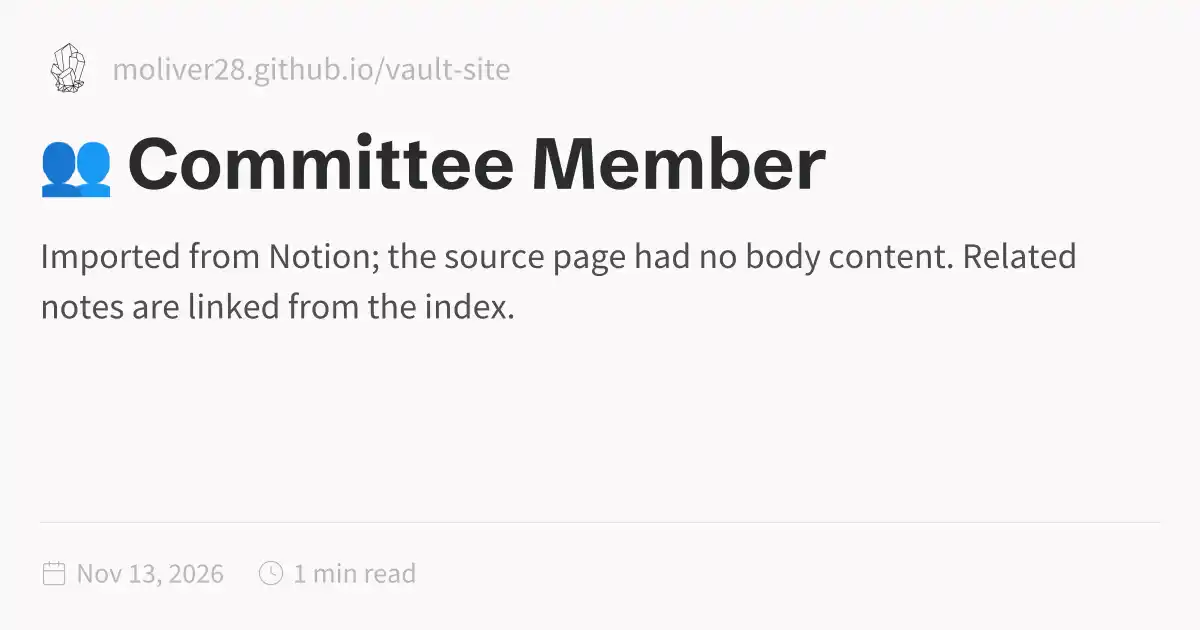 moliver28.github.io/vault-site
👥 Committee Member
Imported from Notion; the source page had no body content. Related
notes are linked from the index.
Nov 13, 2026 1 min read